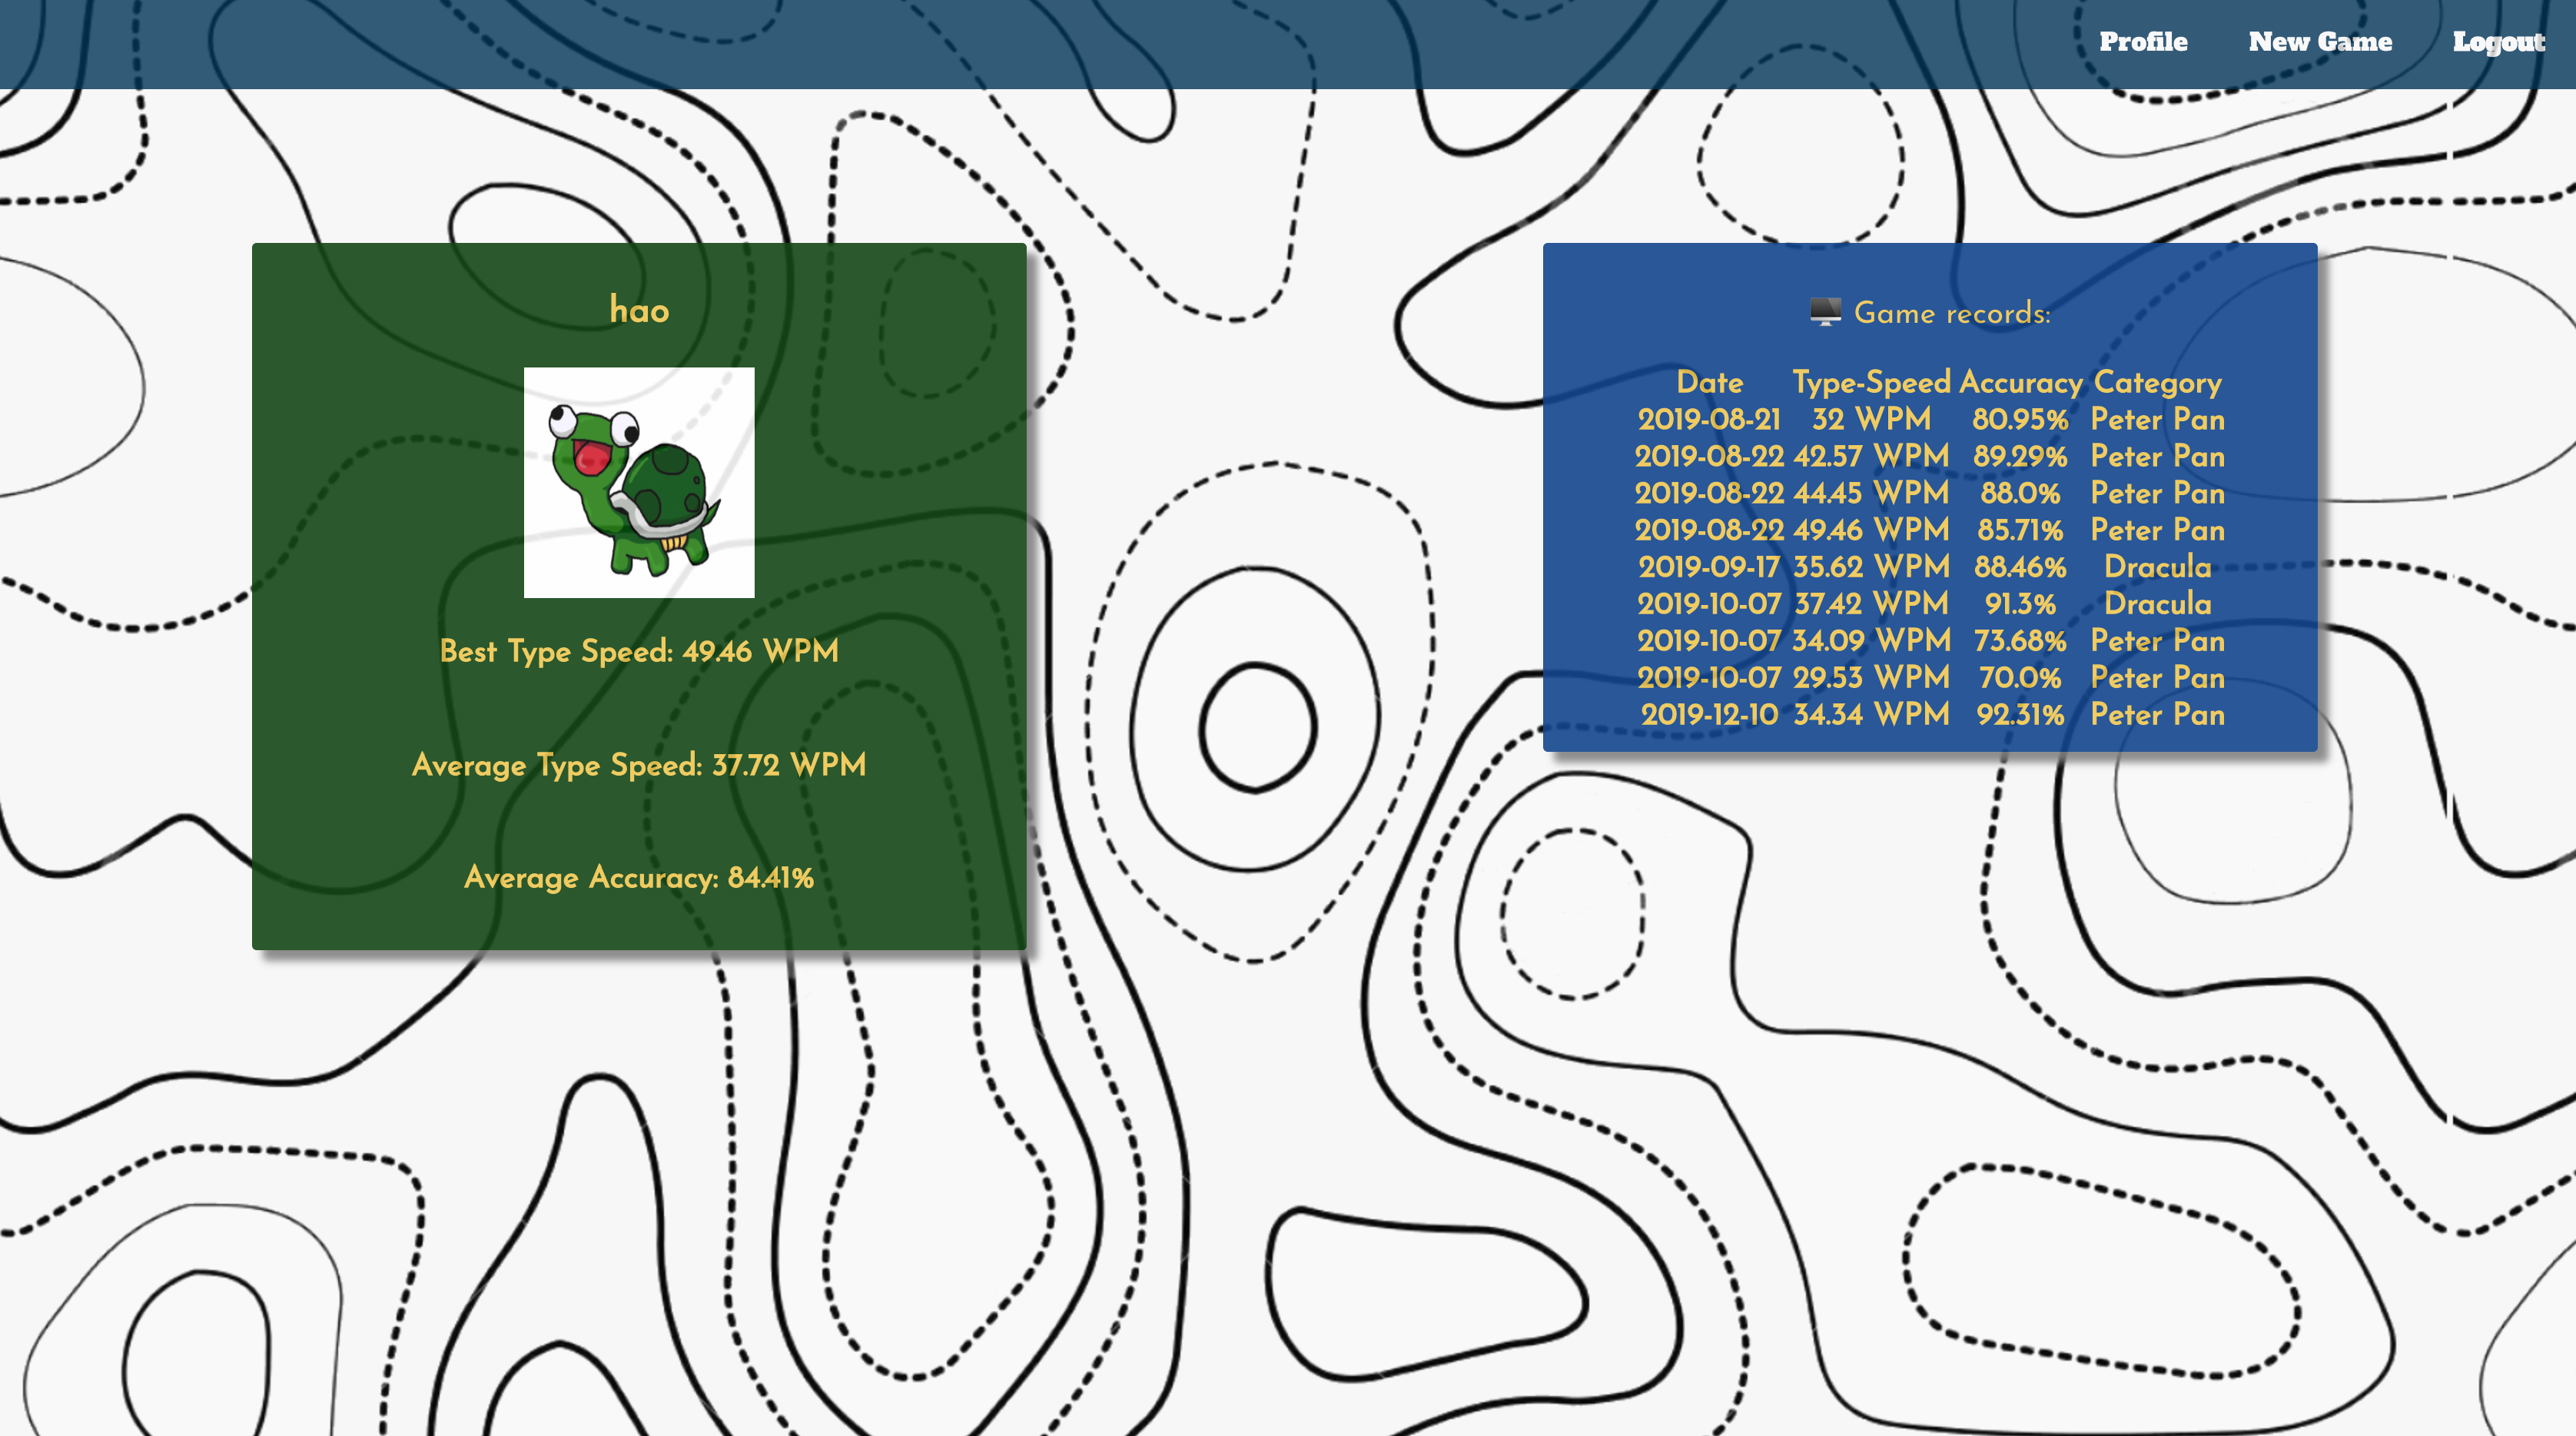 Profile New Game Logout
hao
Best Type Speed: 49.46 WPM
Average Type Speed: 37.72 WPM
Average Accuracy: 84.41%
Game records:
Date Type-Speed Accuracy Category
2019-08-21 32 WPM 80.95% Peter Pan
2019-08-22 42.57 WPM 89.29% Peter Pan
2019-08-22 44.45 WPM 88.0% Peter Pan
2019-08-22 49.46 WPM 85.71% Peter Pan
2019-09-17 35.62 WPM 88.46% Dracula
2019-10-07 37.42 WPM 91.3% Dracula
2019-10-07 34.09 WPM 73.68% Peter Pan
2019-10-07 29.53 WPM 70.0% Peter Pan
2019-12-10 34.34 WPM 92.31% Peter Pan